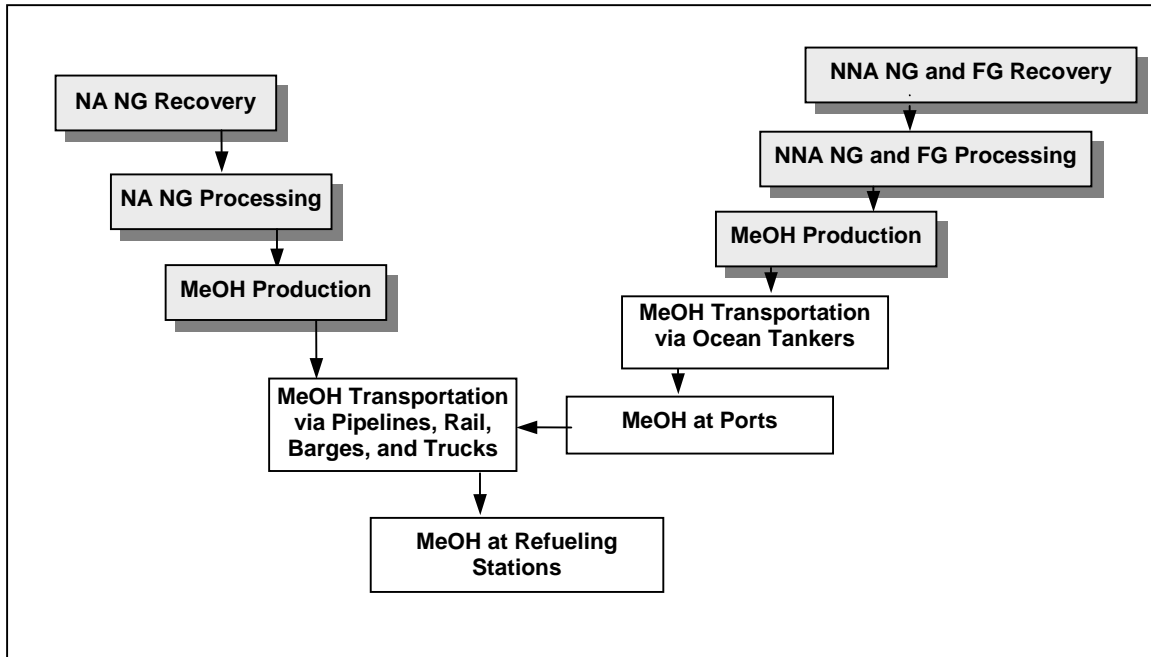 NNA NG and FG Recovery
NA NG Recovery
NNA NG and FG Processing
NA NG Processing
MeOH Production
MeOH Production
MeOH Transportation
via Ocean Tankers
MeOH Transportation
via Pipelines, Rail,
Barges, and Trucks
MeOH at Ports
MeOH at Refueling
Stations